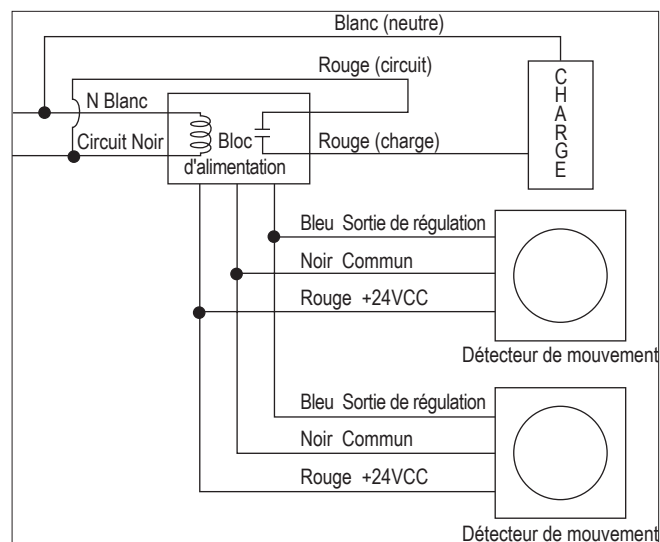 Blanc (neutre)
Rouge (circuit)
CHARGE
N Blanc
Circuit Noir
Bloc
d'alimentation
Rouge (charge)
Bleu Sortie de régulation
Noir Commun
Rouge +24VCC
Détecteur de mouvement
Bleu Sortie de régulation
Noir Commun
Rouge +24VCC
Détecteur de mouvement